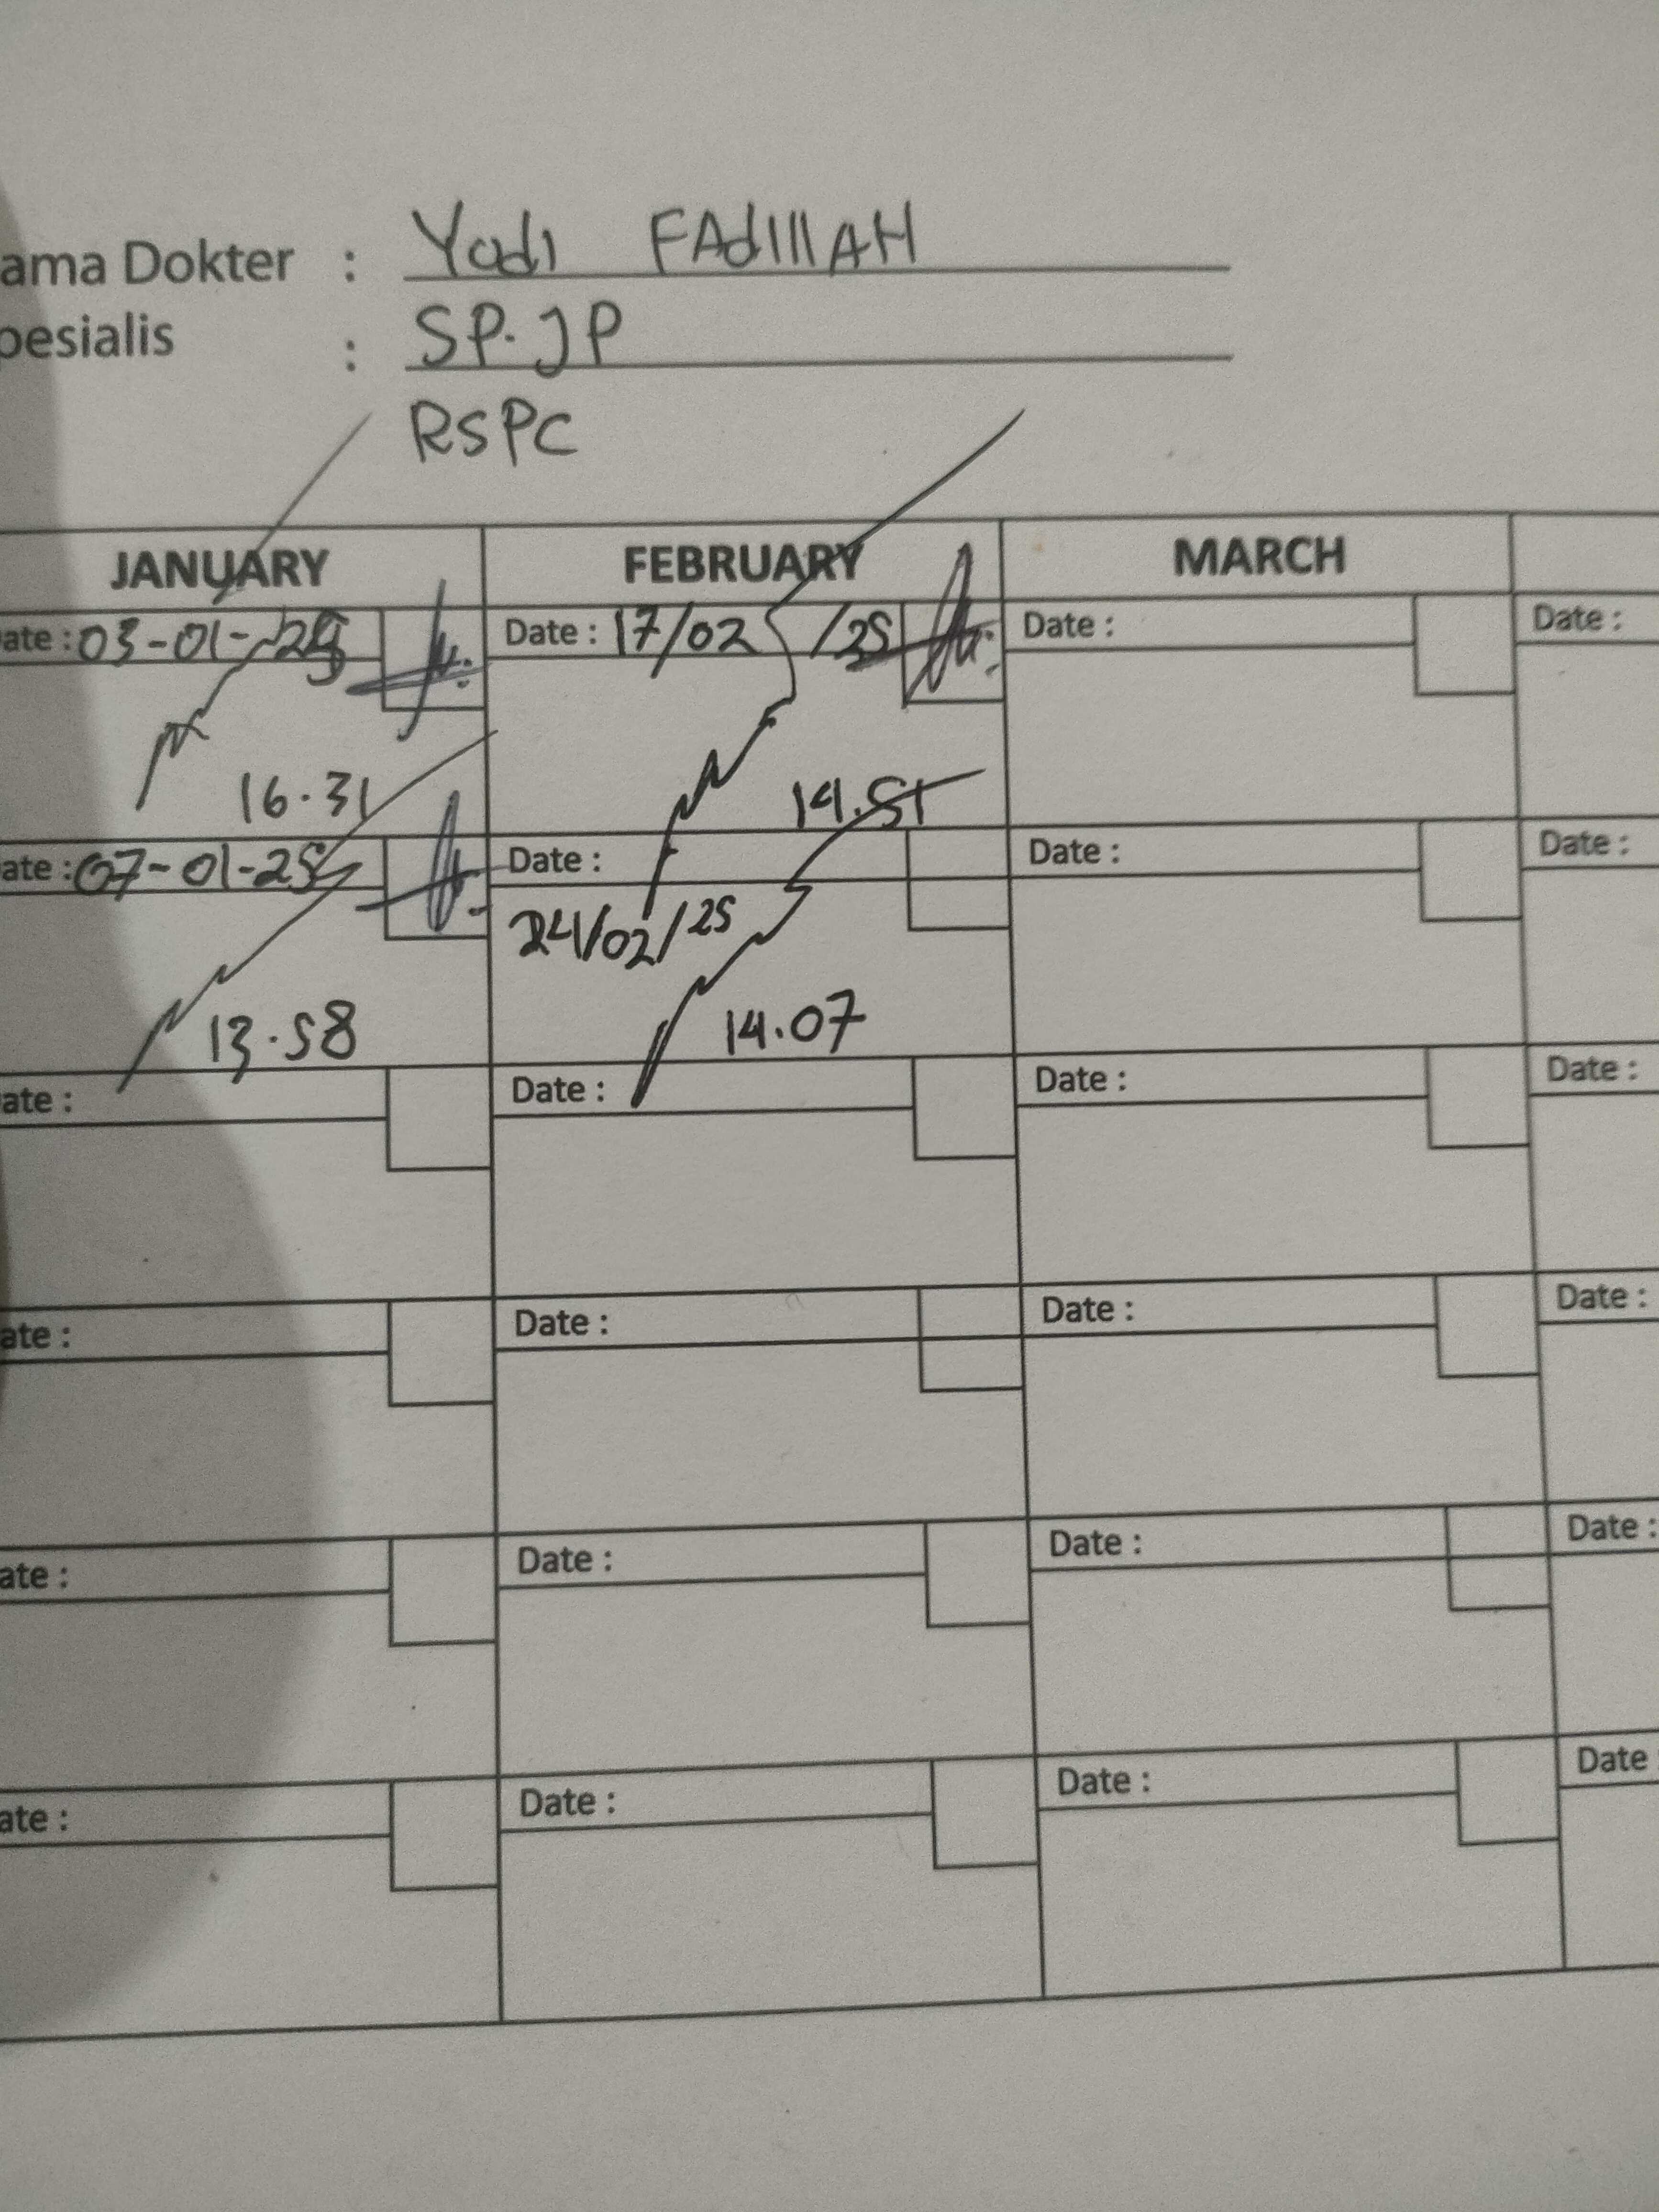 ama Dokter : Yodi FAdIllAH
pesialis : SP.JP
RSPC
JANUARY FEBRUARY MARCH
ate : 03-01-25 Date : 17/02/25 Date : Date :
16.31 14.51
ate : 07-01-25 Date : Date : Date :
24/02/25
13.58 14.07
ate : Date : Date : Date :
ate : Date : Date : Date :
ate : Date : Date : Date :
ate : Date : Date : Date